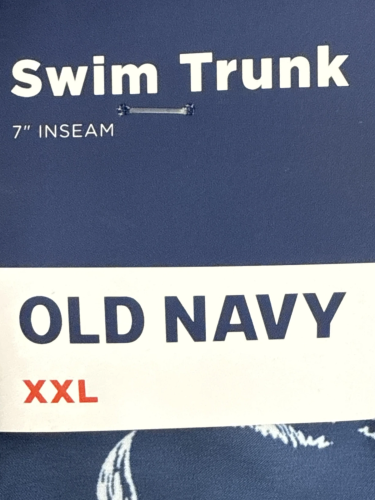 Swim Trunk
7" INSEAM
OLD NAVY
XXL